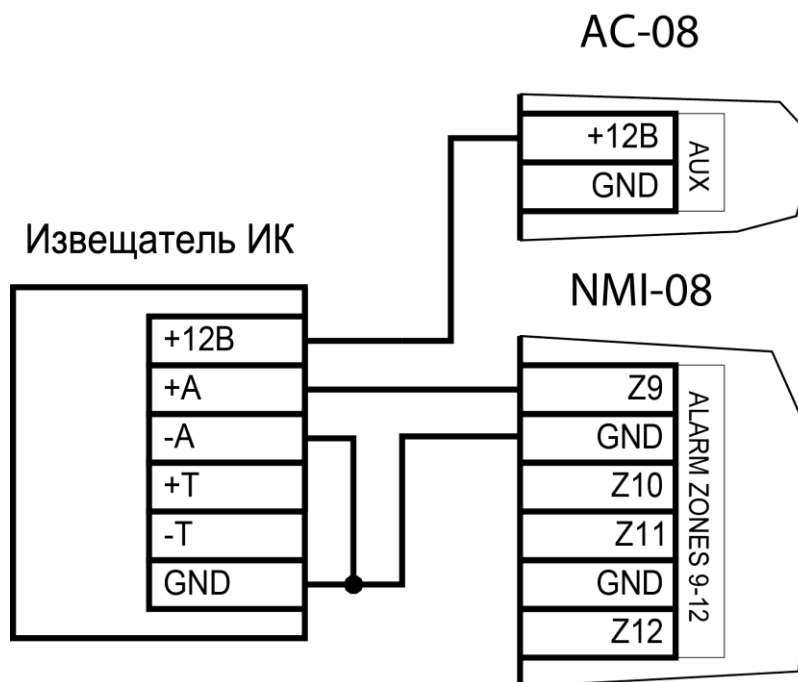 AC-08
+12В
GND
AUX
Извещатель ИК
+12В
+A
-A
+T
-T
GND
NMI-08
Z9
GND
Z10
Z11
GND
Z12
ALARM ZONES 9-12